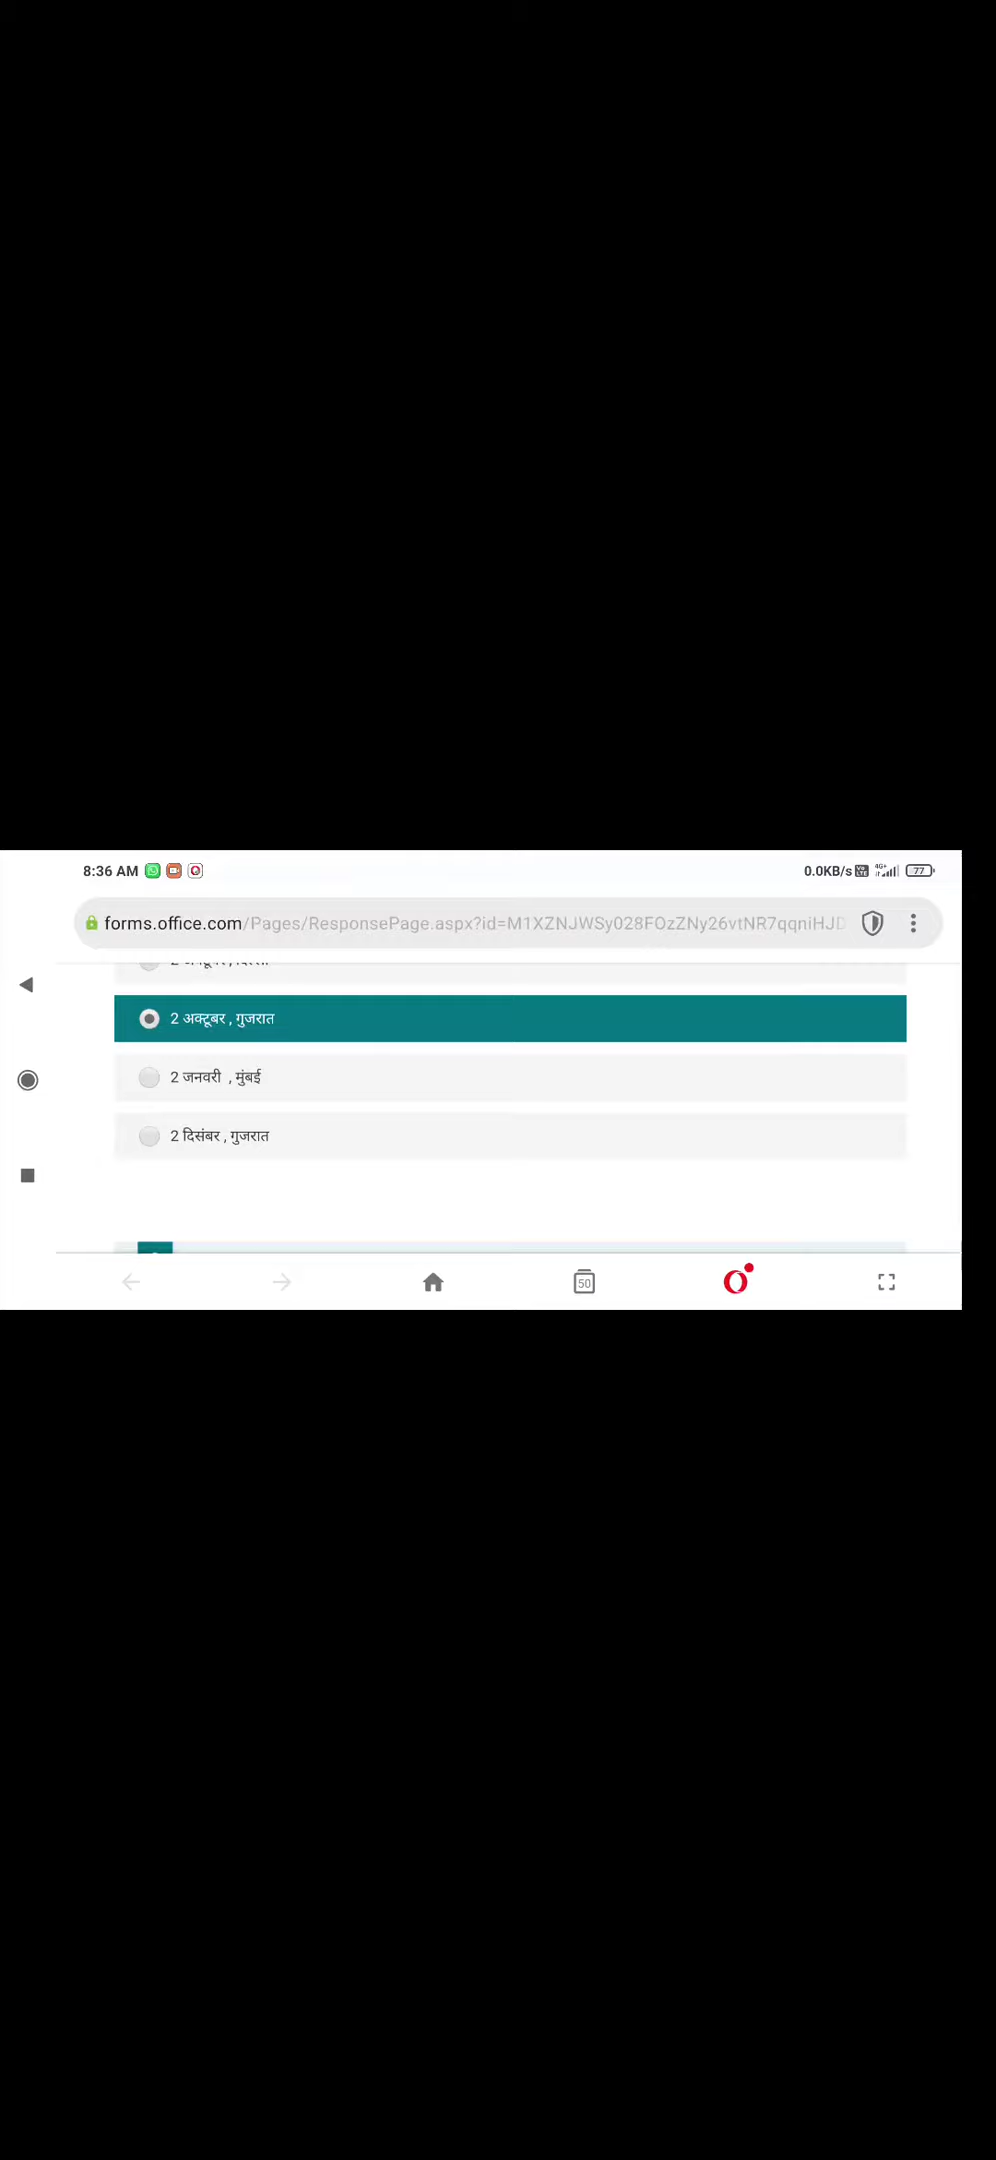 8:36 AM
0.0KB/s 77
forms.office.com/Pages/ResponsePage.aspx?id=M1XZNJWSy028FOzZNy26vtNR7qqniHJD
2 अक्टूबर , गुजरात
2 जनवरी , मुंबई
2 दिसंबर , गुजरात
50